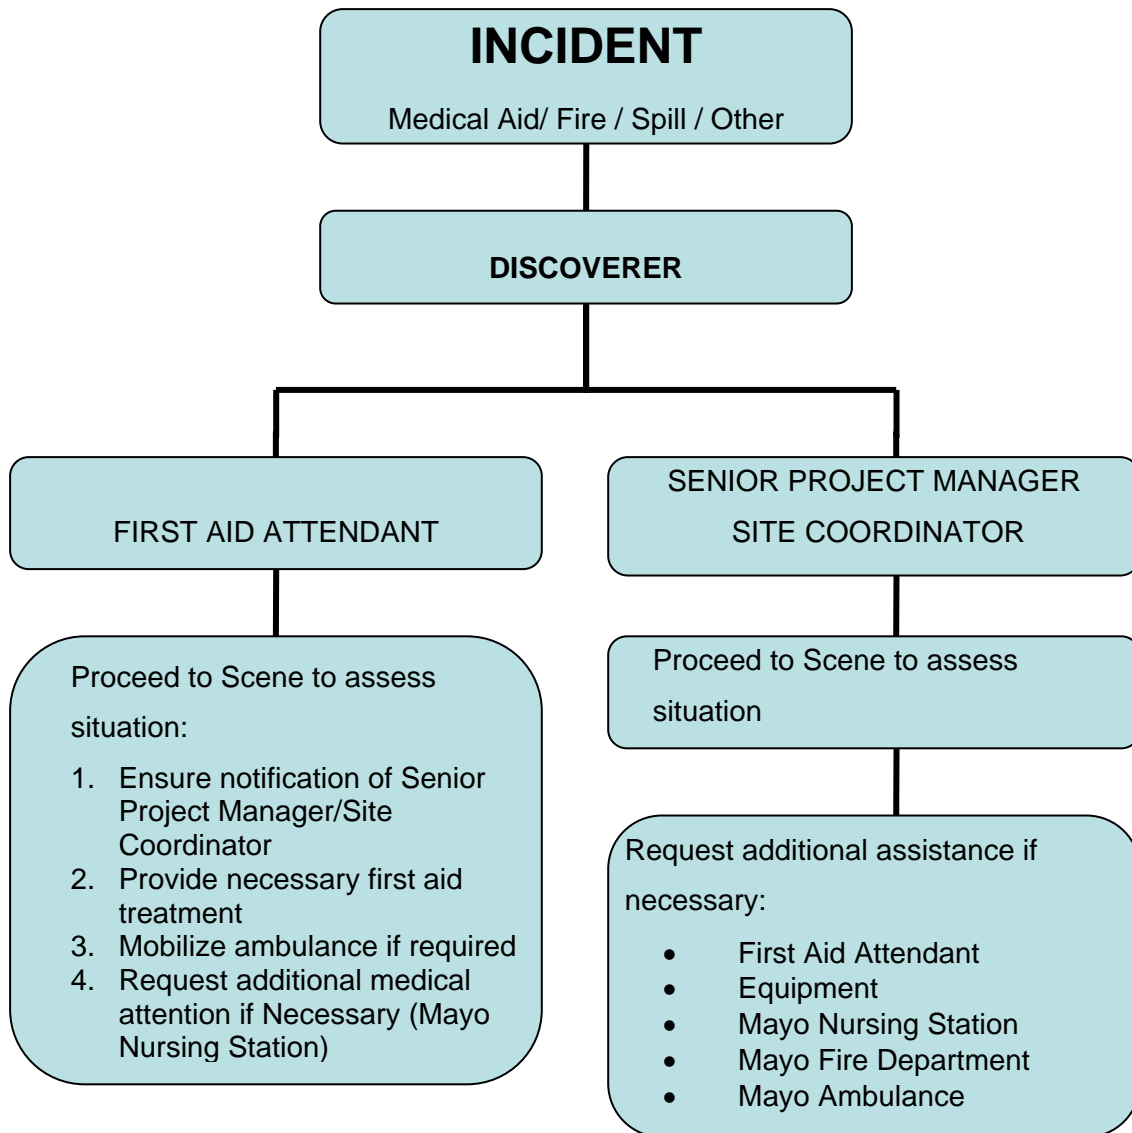 INCIDENT
Medical Aid/ Fire / Spill / Other
DISCOVERER
FIRST AID ATTENDANT
SENIOR PROJECT MANAGER
SITE COORDINATOR
Proceed to Scene to assess
situation:
1. Ensure notification of Senior
Project Manager/Site
Coordinator
2. Provide necessary first aid
treatment
3. Mobilize ambulance if required
4. Request additional medical
attention if Necessary (Mayo
Nursing Station)
Proceed to Scene to assess
situation
Request additional assistance if
necessary:
• First Aid Attendant
• Equipment
• Mayo Nursing Station
• Mayo Fire Department
• Mayo Ambulance